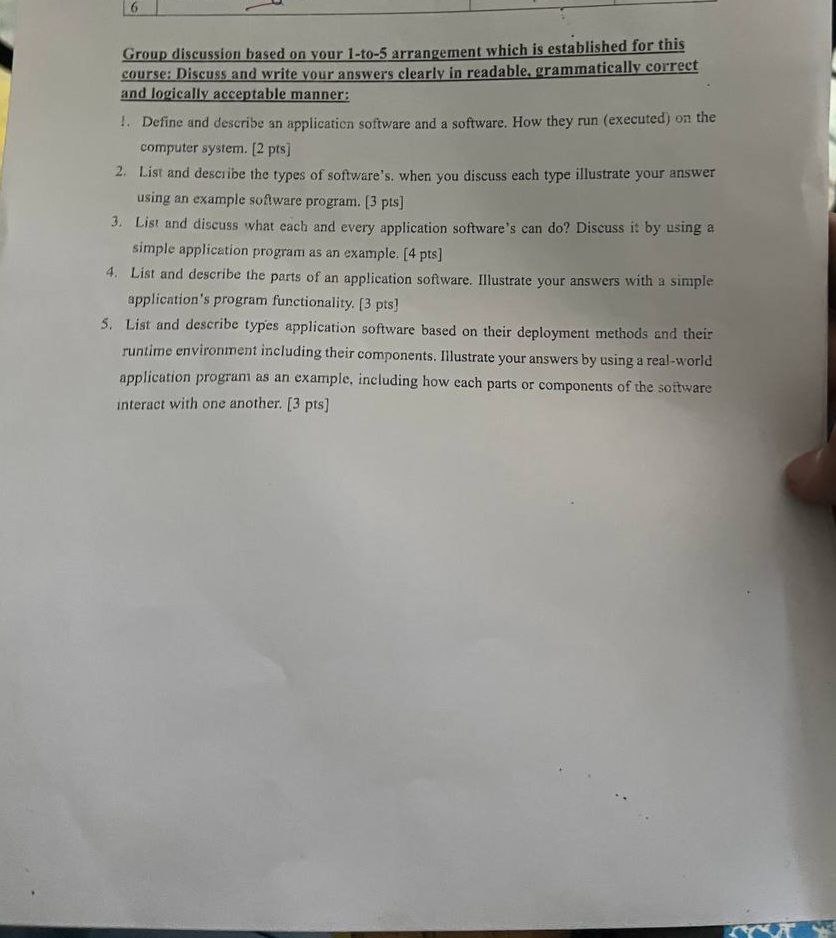 6
Group discussion based on your 1-to-5 arrangement which is established for this
course: Discuss and write your answers clearly in readable, grammatically correct
and logically acceptable manner:
1. Define and describe an application software and a software. How they run (executed) on the
computer system. [2 pts]
2. List and describe the types of software's. when you discuss each type illustrate your answer
using an example software program. [3 pts]
3. List and discuss what each and every application software's can do? Discuss it by using a
simple application program as an example. [4 pts]
4. List and describe the parts of an application software. Illustrate your answers with a simple
application's program functionality. [3 pts]
5. List and describe types application software based on their deployment methods and their
runtime environment including their components. Illustrate your answers by using a real-world
application program as an example, including how each parts or components of the software
interact with one another. [3 pts]